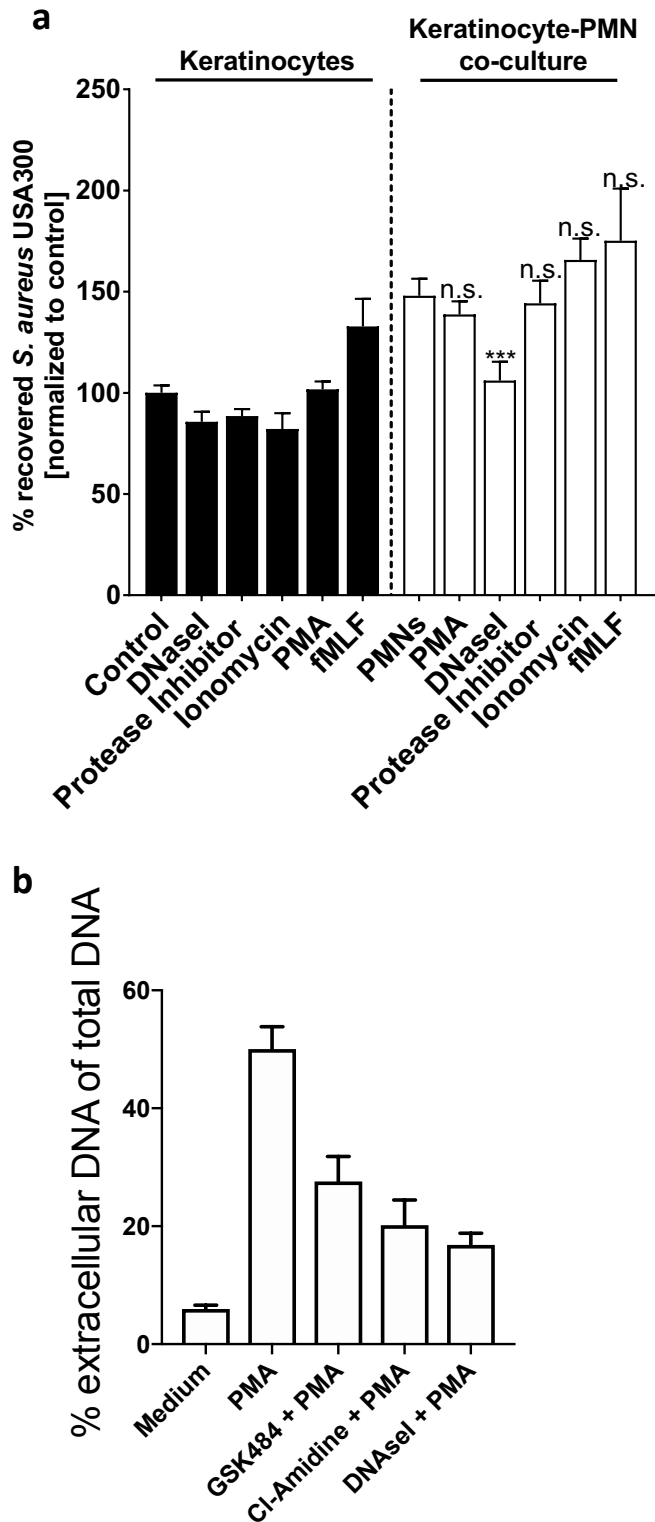 a
Keratinocytes
Keratinocyte-PMN
co-culture
% recovered S. aureus USA300
[normalized to control]
250
200
150
100
50
0
n.s.
***
n.s.
n.s.
n.s.
Control
DNaseI
Protease Inhibitor
Ionomycin
PMA
fMLF
PMNs
PMA
DNaseI
Protease Inhibitor
Ionomycin
fMLF
b
% extracellular DNA of total DNA
60
40
20
0
Medium
PMA
GSK484 + PMA
Cl-Amidine + PMA
DNAseI + PMA